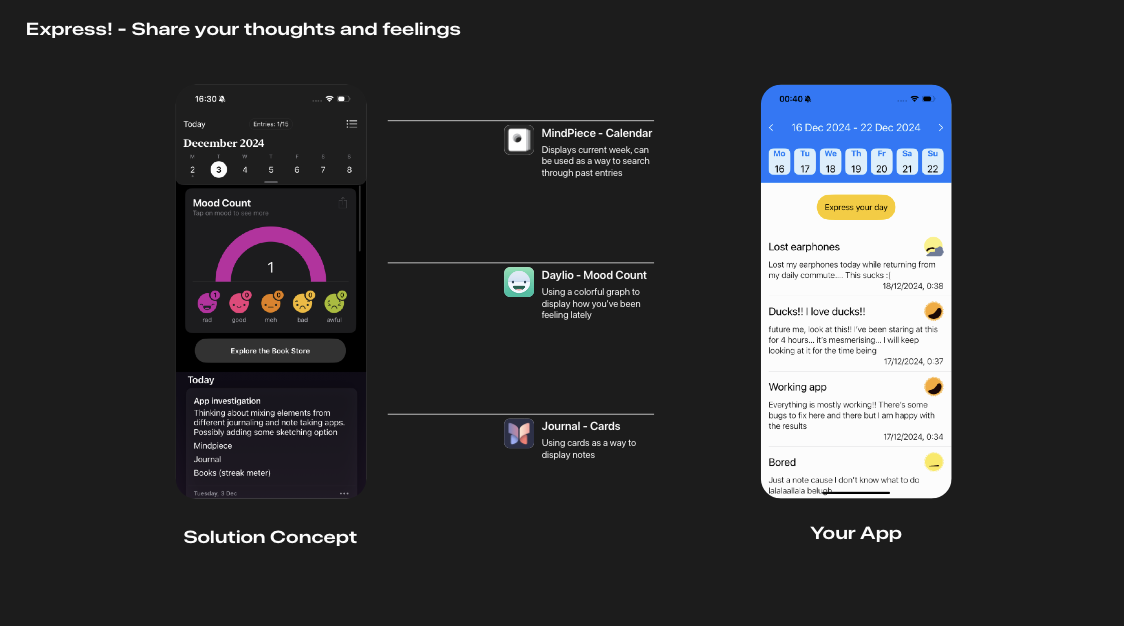 Express! - Share your thoughts and feelings
16:30
Today
Entries: 1/15
December 2024
M T W T F S S
2 3 4 5 6 7 8
Mood Count
Tap on mood to see more
1
1 0 0 0 0
rad good meh bad awful
Explore the Book Store
Today
App investigation
Thinking about mixing elements from
different journaling and note taking apps.
Possibly adding some sketching option
Mindpiece
Journal
Books (streak meter)
Tuesday, 3 Dec
Solution Concept
MindPiece - Calendar
Displays current week, can
be used as a way to search
through past entries
Daylio - Mood Count
Using a colorful graph to
display how you've been
feeling lately
Journal - Cards
Using cards as a way to
display notes
00:40
16 Dec 2024 - 22 Dec 2024
Mo Tu We Th Fr Sa Su
16 17 18 19 20 21 22
Express your day
Lost earphones
Lost my earphones today while returning from
my daily commute.... This sucks :(
18/12/2024, 0:38
Ducks!! I love ducks!!
future me, look at this!! I've been staring at this
for 4 hours... it's mesmerising... I will keep
looking at it for the time being
17/12/2024, 0:37
Working app
Everything is mostly working!! There's some
bugs to fix here and there but I am happy with
the results
17/12/2024, 0:34
Bored
Just a note cause I don't know what to do
lalalaallala belugh
Your App